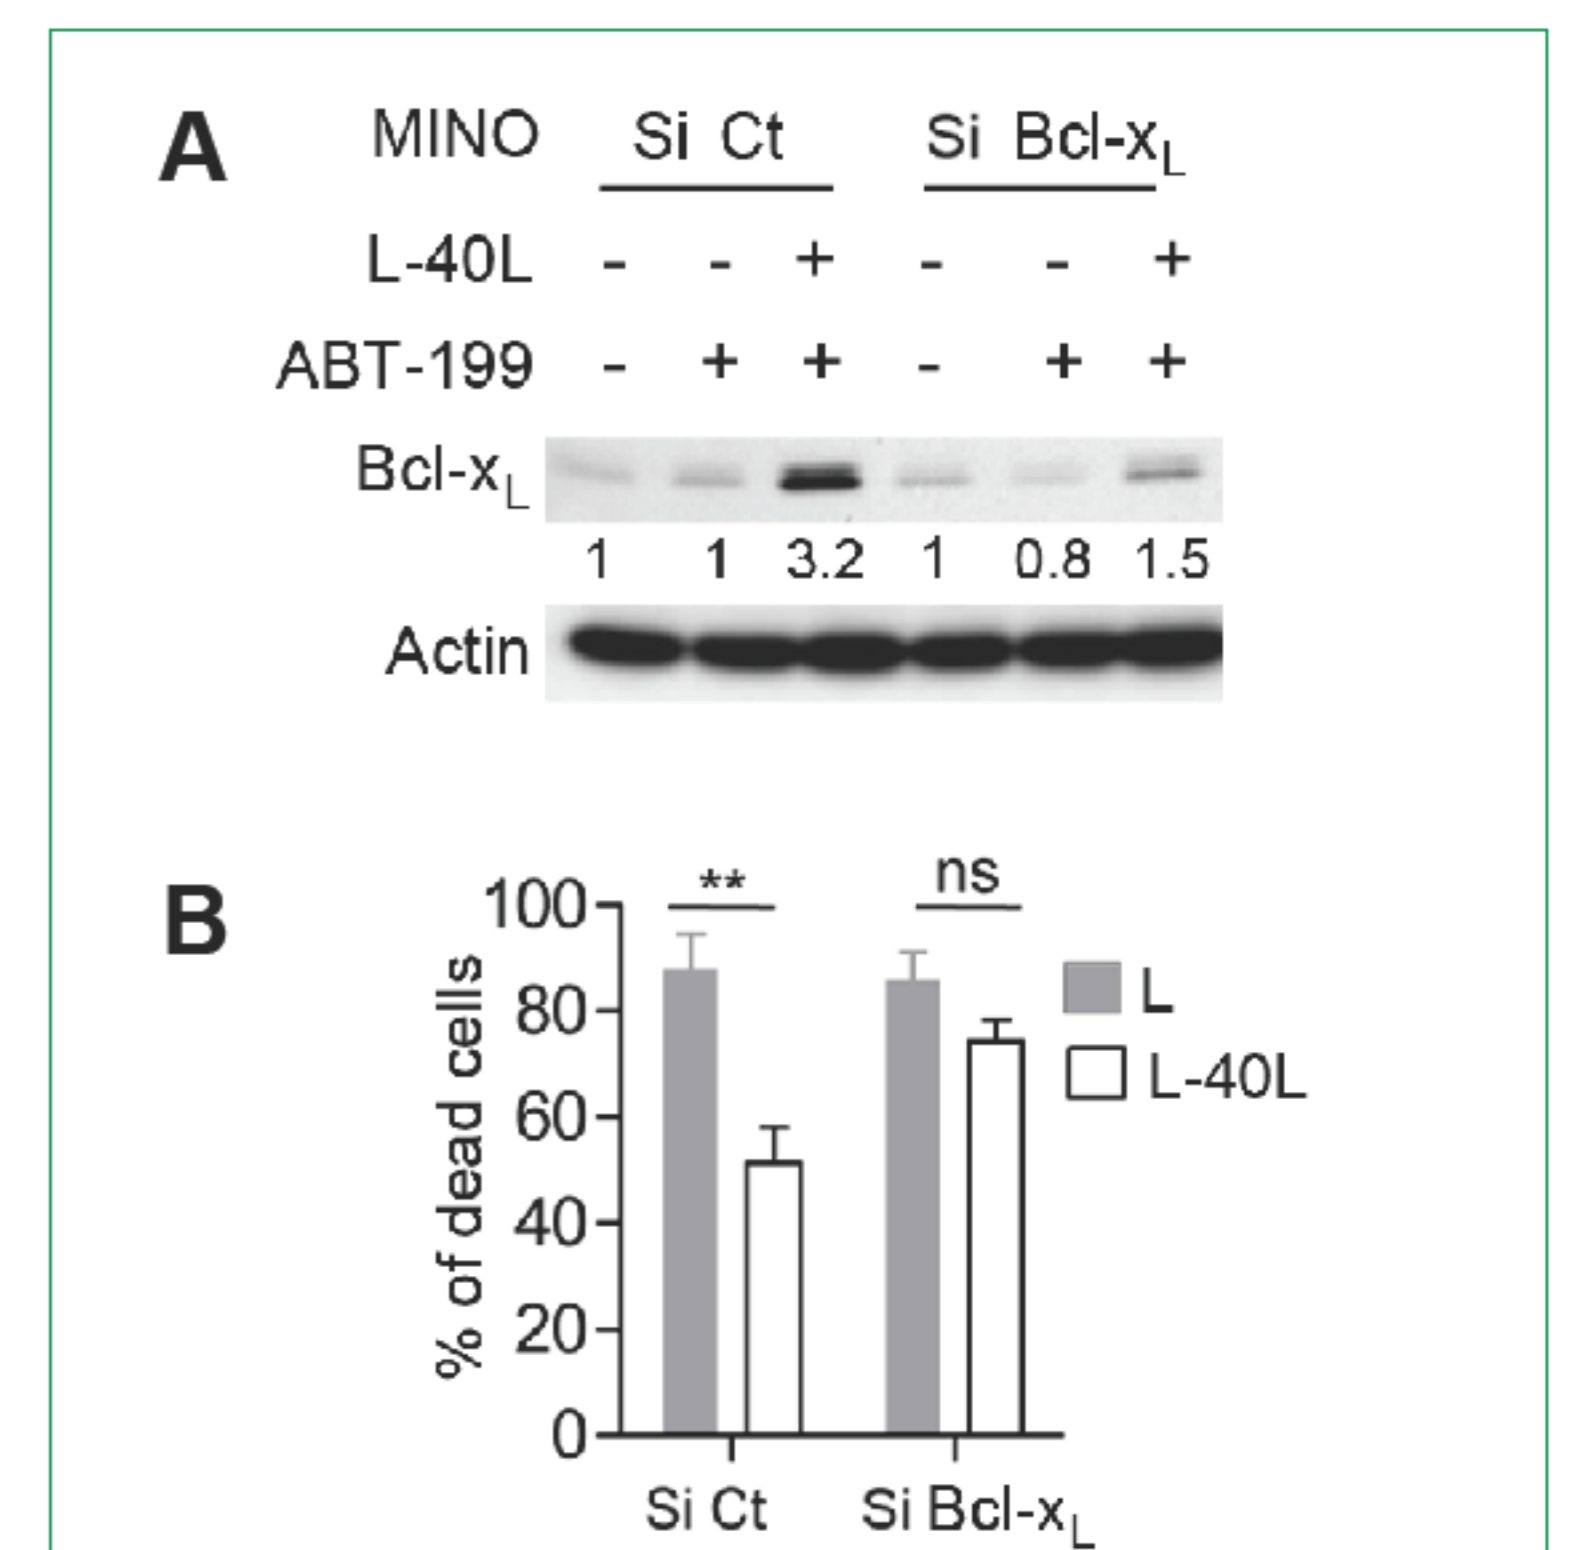 A MINO Si Ct Si Bcl-xL
L-40L - - + - - +
ABT-199 - + + - + +
Bcl-xL
1 1 3.2 1 0.8 1.5
Actin
B
** ns
100
80
60
40
20
0
% of dead cells
L
L-40L
Si Ct Si Bcl-xL